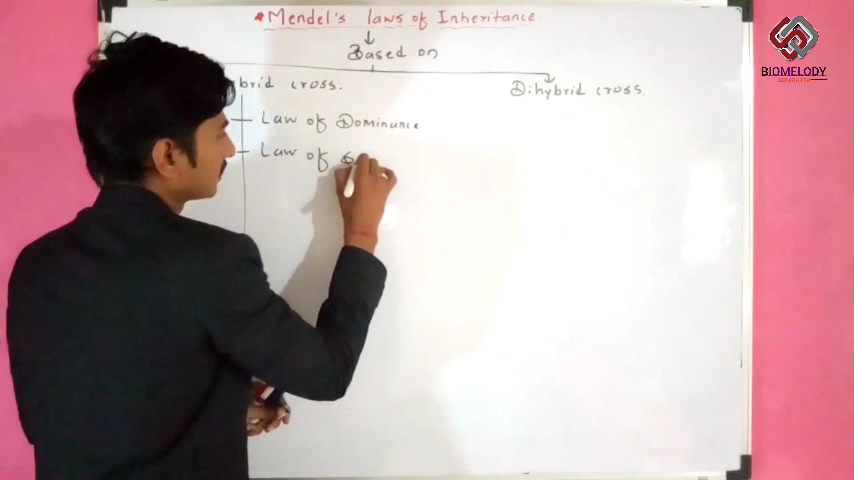 *Mendel's laws of Inheritance
Based on
brid cross.
Dihybrid cross.
Law of Dominance
Law of
BIOMELODY